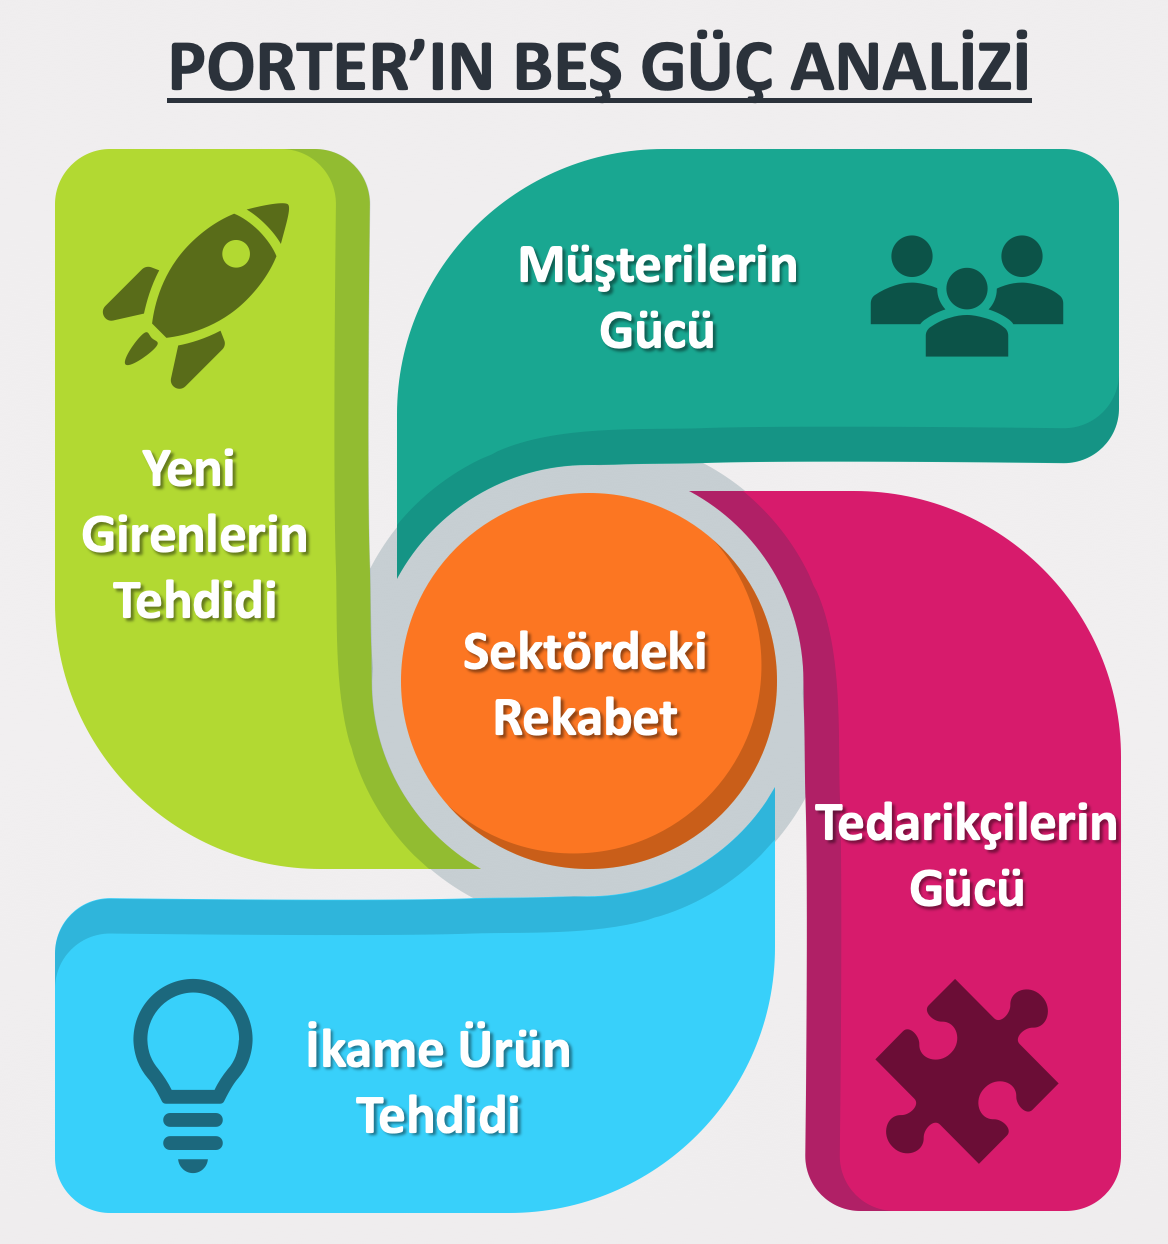 PORTER’IN BEŞ GÜÇ ANALİZİ
Müşterilerin
Gücü
Yeni
Girenlerin
Tehdidi
Sektördeki
Rekabet
Tedarikçilerin
Gücü
İkame Ürün
Tehdidi